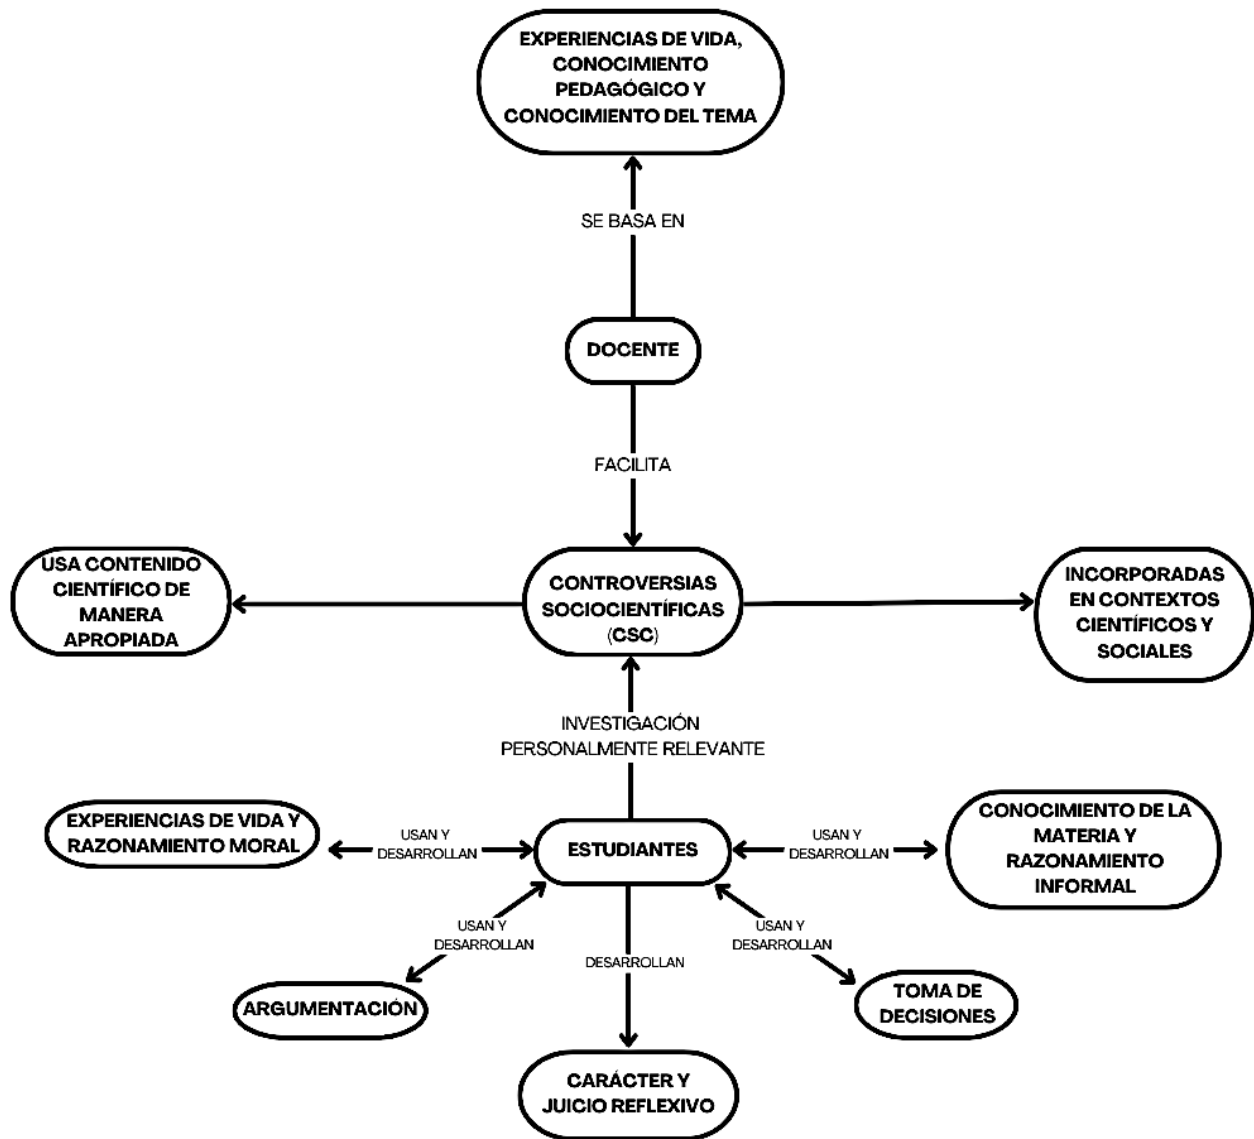 EXPERIENCIAS DE VIDA,
CONOCIMIENTO
PEDAGÓGICO Y
CONOCIMIENTO DEL TEMA
SE BASA EN
DOCENTE
FACILITA
USA CONTENIDO
CIENTÍFICO DE
MANERA
APROPIADA
CONTROVERSIAS
SOCIOCIENTÍFICAS
(CSC)
INCORPORADAS
EN CONTEXTOS
CIENTÍFICOS Y
SOCIALES
INVESTIGACIÓN
PERSONALMENTE RELEVANTE
EXPERIENCIAS DE VIDA Y
RAZONAMIENTO MORAL
USAN Y
DESARROLLAN
ESTUDIANTES
USAN Y
DESARROLLAN
CONOCIMIENTO DE LA
MATERIA Y
RAZONAMIENTO
INFORMAL
USAN Y
DESARROLLAN
DESARROLLAN
USAN Y
DESARROLLAN
ARGUMENTACIÓN
TOMA DE
DECISIONES
CARÁCTER Y
JUICIO REFLEXIVO